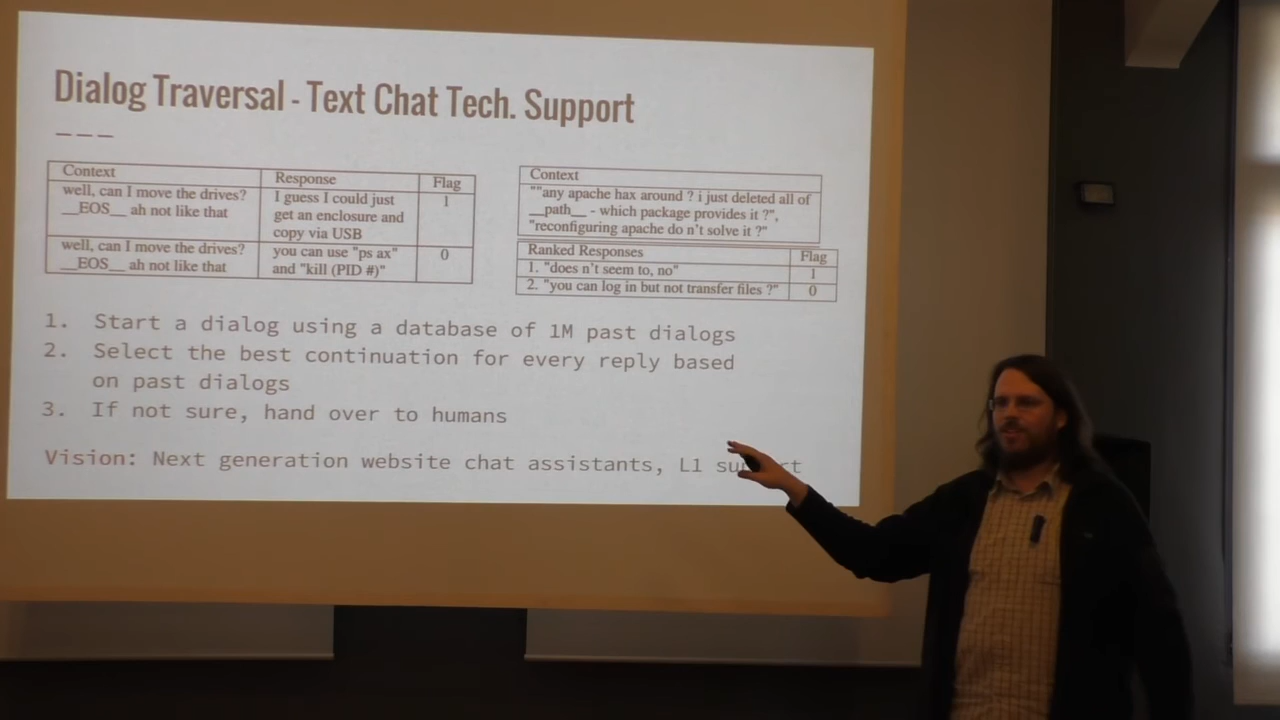 Dialog Traversal - Text Chat Tech. Support
Context Response Flag
well, can I move the drives? I guess I could just 1
__EOS__ ah not like that get an enclosure and
copy via USB
well, can I move the drives? you can use "ps ax" 0
__EOS__ ah not like that and "kill (PID #)"
Context
""any apache hax around ? i just deleted all of
__path__ - which package provides it ?",
"reconfiguring apache do n't solve it ?"
Ranked Responses Flag
1. "does n't seem to, no" 1
2. "you can log in but not transfer files ?" 0
1. Start a dialog using a database of 1M past dialogs
2. Select the best continuation for every reply based
on past dialogs
3. If not sure, hand over to humans
Vision: Next generation website chat assistants, L1